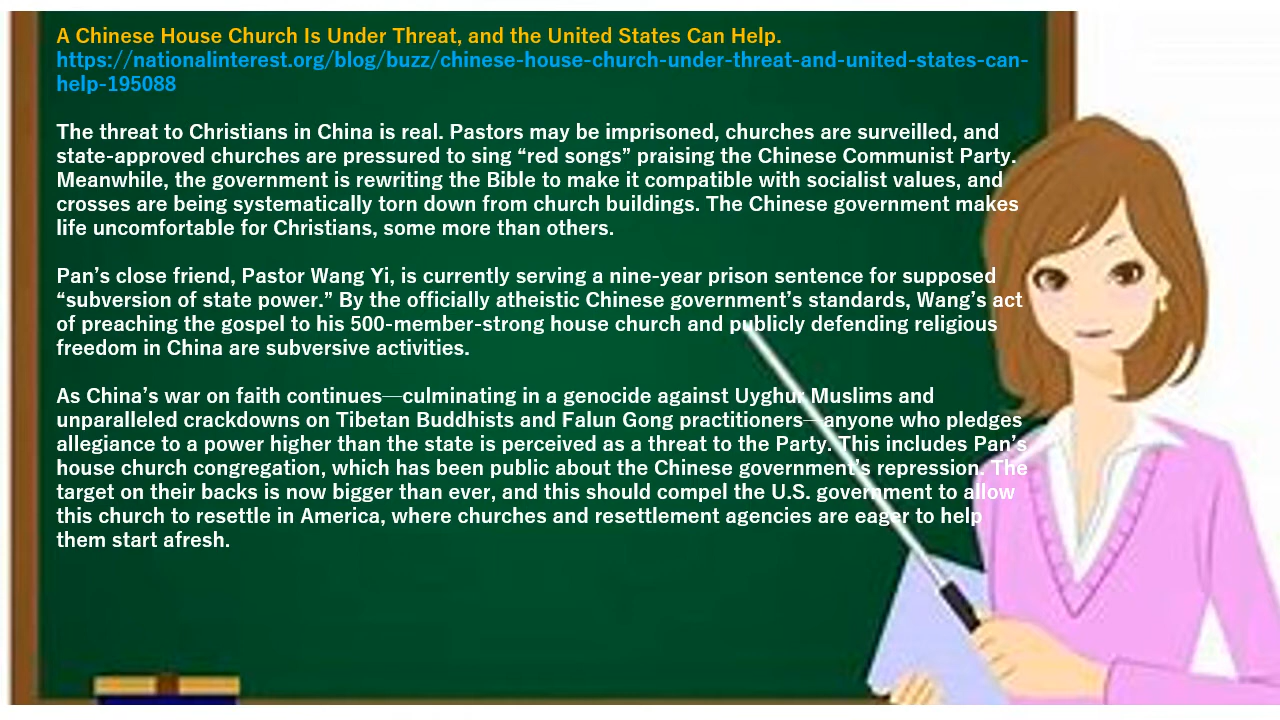 A Chinese House Church Is Under Threat, and the United States Can Help.
https://nationalinterest.org/blog/buzz/chinese-house-church-under-threat-and-united-states-can-
help-195088
The threat to Christians in China is real. Pastors may be imprisoned, churches are surveilled, and
state-approved churches are pressured to sing “red songs” praising the Chinese Communist Party.
Meanwhile, the government is rewriting the Bible to make it compatible with socialist values, and
crosses are being systematically torn down from church buildings. The Chinese government makes
life uncomfortable for Christians, some more than others.
Pan’s close friend, Pastor Wang Yi, is currently serving a nine-year prison sentence for supposed
“subversion of state power.” By the officially atheistic Chinese government’s standards, Wang’s act
of preaching the gospel to his 500-member-strong house church and publicly defending religious
freedom in China are subversive activities.
As China’s war on faith continues—culminating in a genocide against Uyghur Muslims and
unparalleled crackdowns on Tibetan Buddhists and Falun Gong practitioners—anyone who pledges
allegiance to a power higher than the state is perceived as a threat to the Party. This includes Pan’s
house church congregation, which has been public about the Chinese government’s repression. The
target on their backs is now bigger than ever, and this should compel the U.S. government to allow
this church to resettle in America, where churches and resettlement agencies are eager to help
them start afresh.